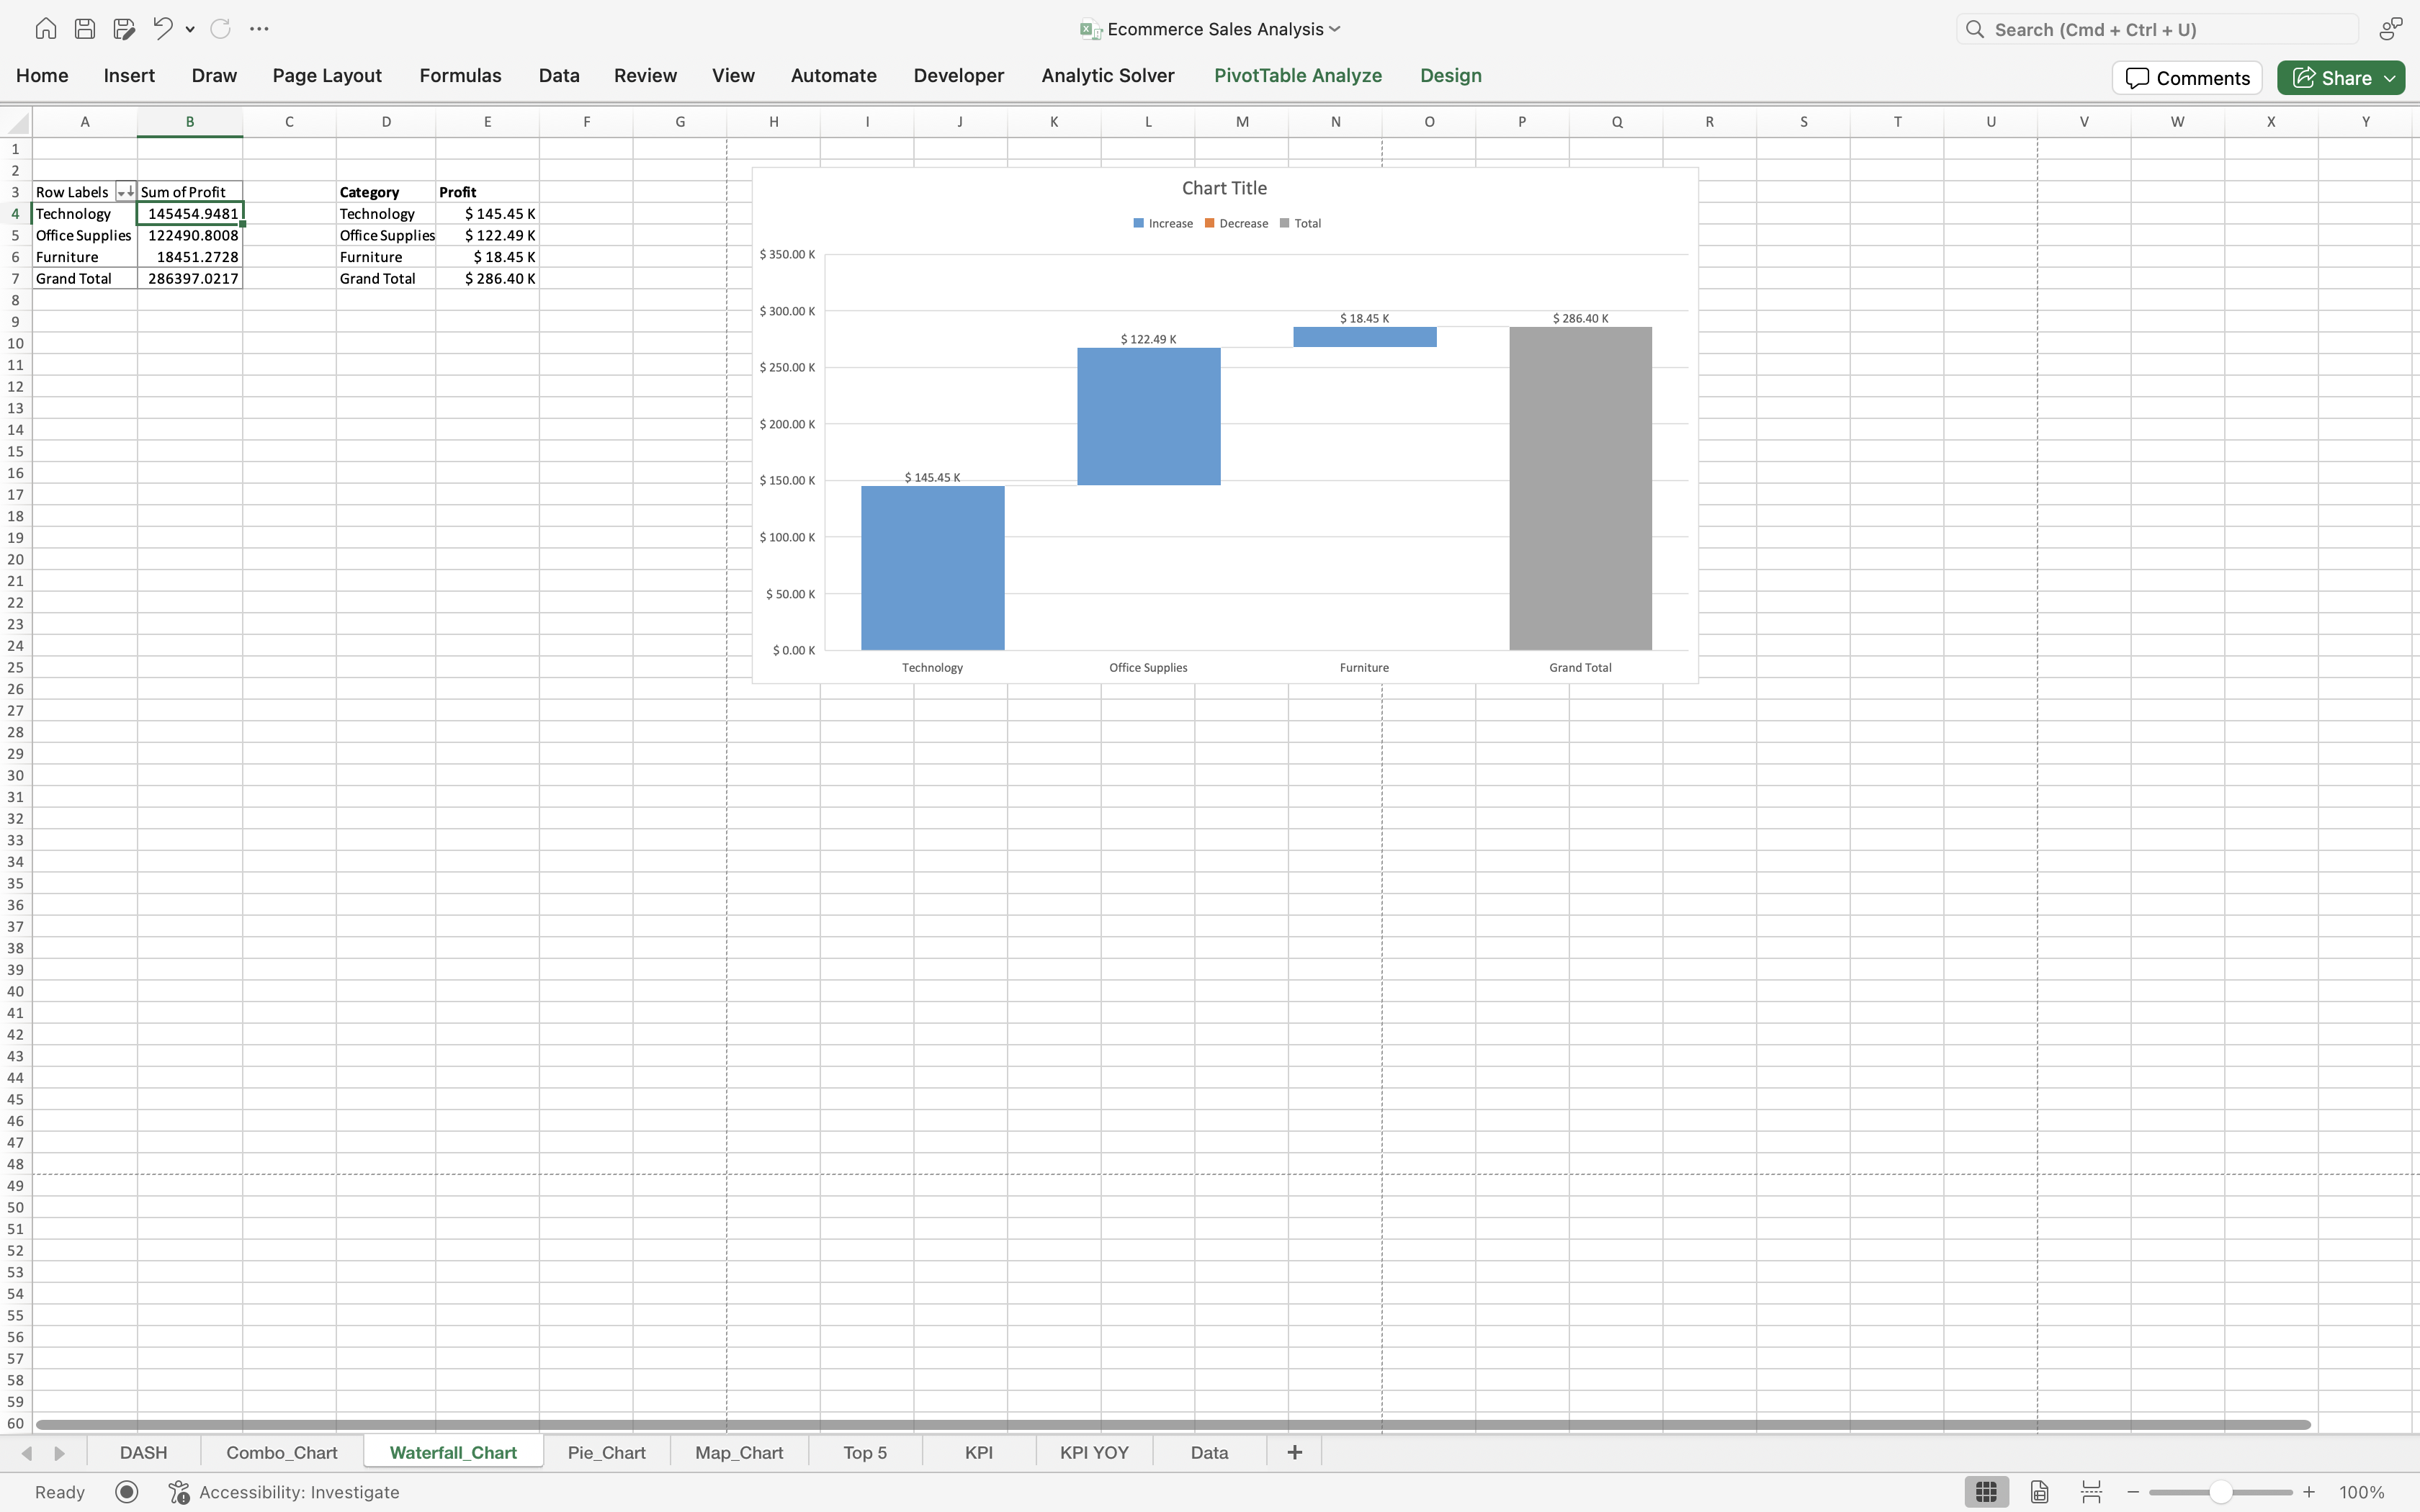 Ecommerce Sales Analysis
Search (Cmd + Ctrl + U)
Home Insert Draw Page Layout Formulas Data Review View Automate Developer Analytic Solver PivotTable Analyze Design Comments Share
A B C D E F G H I J K L M N O P Q R S T U V W X Y
1
2
3 Row Labels Sum of Profit Category Profit
4 Technology 145454.9481 Technology $ 145.45 K
5 Office Supplies 122490.8008 Office Supplies $ 122.49 K
6 Furniture 18451.2728 Furniture $ 18.45 K
7 Grand Total 286397.0217 Grand Total $ 286.40 K
8
9
10
11
12
13
14
15
16
17
18
19
20
21
22
23
24
25
26
27
28
29
30
31
32
33
34
35
36
37
38
39
40
41
42
43
44
45
46
47
48
49
50
51
52
53
54
55
56
57
58
59
60
Chart Title
Increase Decrease Total
$ 350.00 K
$ 300.00 K
$ 250.00 K
$ 200.00 K
$ 150.00 K
$ 100.00 K
$ 50.00 K
$ 0.00 K
$ 145.45 K
$ 122.49 K
$ 18.45 K
$ 286.40 K
Technology Office Supplies Furniture Grand Total
DASH Combo_Chart Waterfall_Chart Pie_Chart Map_Chart Top 5 KPI KPI YOY Data +
Ready Accessibility: Investigate 100%